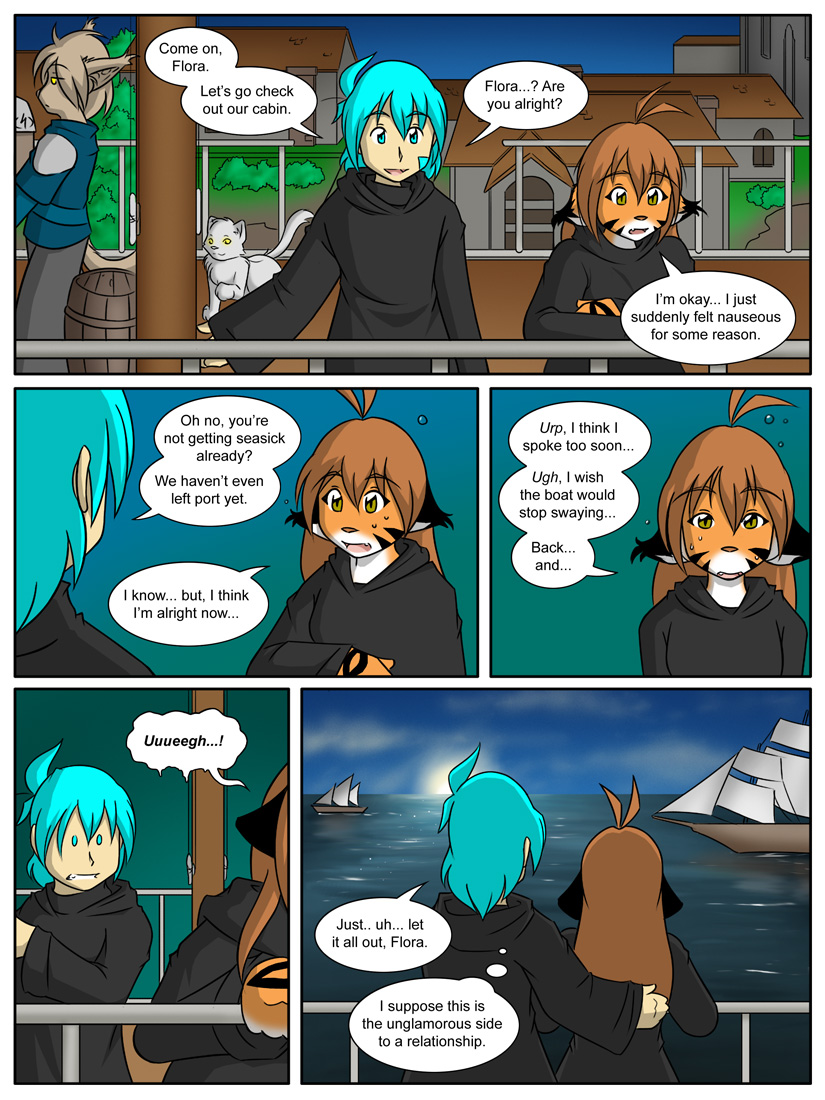 Come on,
Flora.
Let's go check
out our cabin.
Flora...? Are
you alright?
I'm okay... I just
suddenly felt nauseous
for some reason.
Oh no, you're
not getting seasick
already?
We haven't even
left port yet.
I know... but, I think
I'm alright now...
Urp, I think I
spoke too soon...
Ugh, I wish
the boat would
stop swaying...
Back...
and...
Uuueegh...!
Just.. uh... let
it all out, Flora.
I suppose this is
the unglamorous side
to a relationship.